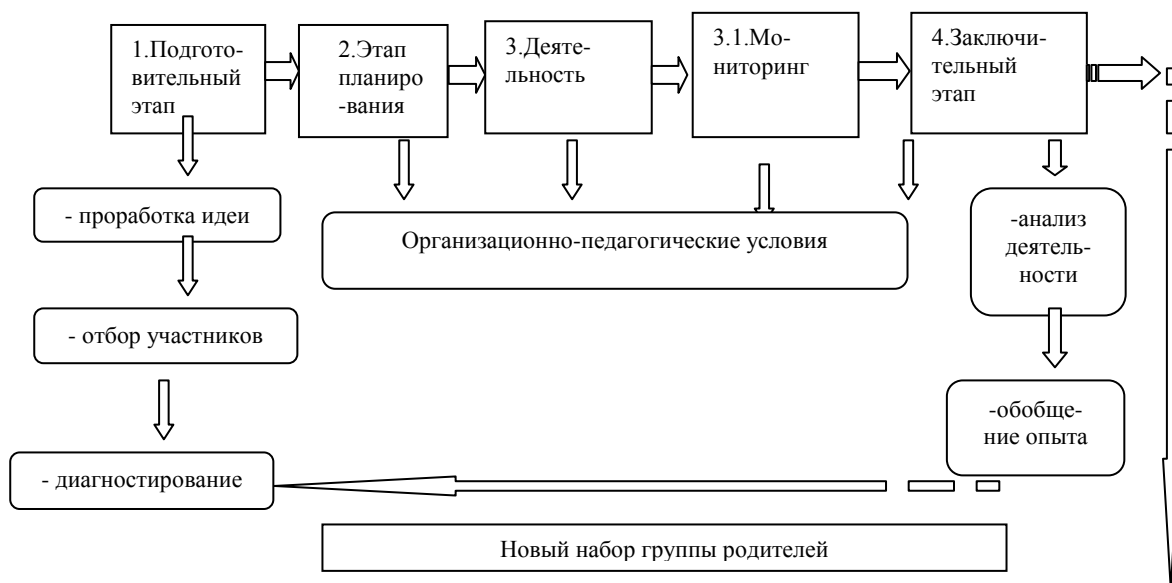 1.Подгото-
вительный
этап
2.Этап
планиро
-вания
3.Деяте-
льность
3.1.Мо-
ниторинг
4.Заключи-
тельный
этап
- проработка идеи
Организационно-педагогические условия
-анализ
деятель-
ности
- отбор участников
-обобще-
ние опыта
- диагностирование
Новый набор группы родителей